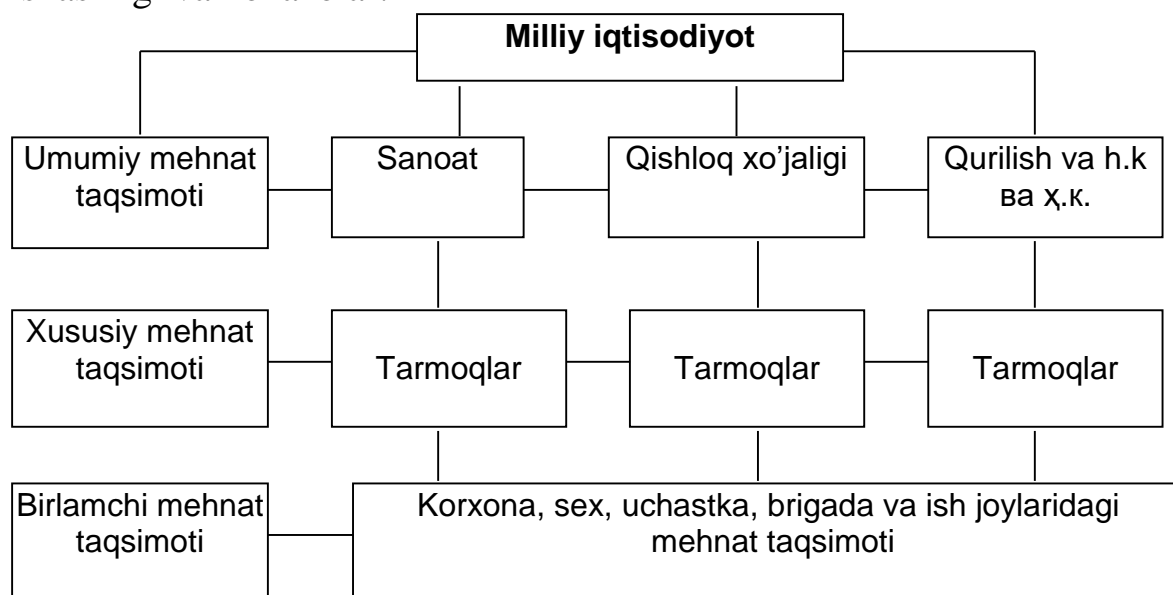 Milliy iqtisodiyot
Umumiy mehnat
taqsimoti
Sanoat
Qishloq xo’jaligi
Qurilish va h.k
ва ҳ.к.
Xususiy mehnat
taqsimoti
Tarmoqlar
Tarmoqlar
Tarmoqlar
Birlamchi mehnat
taqsimoti
Korxona, sex, uchastka, brigada va ish joylaridagi
mehnat taqsimoti